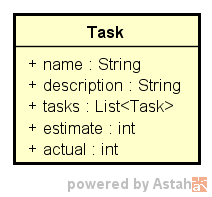 Task
+ name : String
+ description : String
+ tasks : List<Task>
+ estimate : int
+ actual : int
powered by Astah